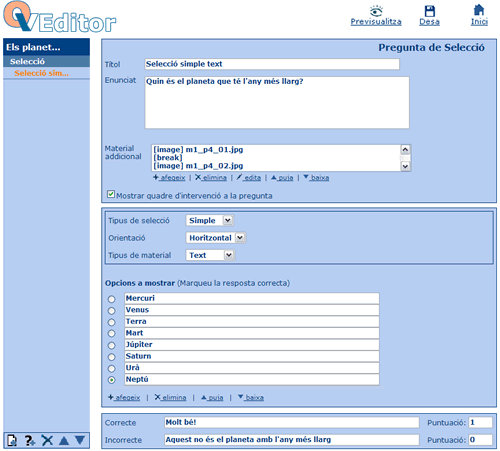 QVEditor
Previsualitza Desa Inici
Els planet...
Selecció
Selecció sim...
Pregunta de Selecció
Títol Selecció simple text
Enunciat Quin és el planeta que té l'any més llarg?
Material addicional
[image] m1_p4_01.jpg
[break]
[image] m1_p4_02.jpg
afegeix | elimina | edita | puja | baixa
Mostrar quadre d'intervenció a la pregunta
Tipus de selecció Simple
Orientació Horitzontal
Tipus de material Text
Opcions a mostrar (Marqueu la resposta correcta)
Mercuri
Venus
Terra
Mart
Júpiter
Saturn
Urà
Neptú
afegeix | elimina | puja | baixa
Correcte Molt bé! Puntuació: 1
Incorrecte Aquest no és el planeta amb l'any més llarg Puntuació: 0